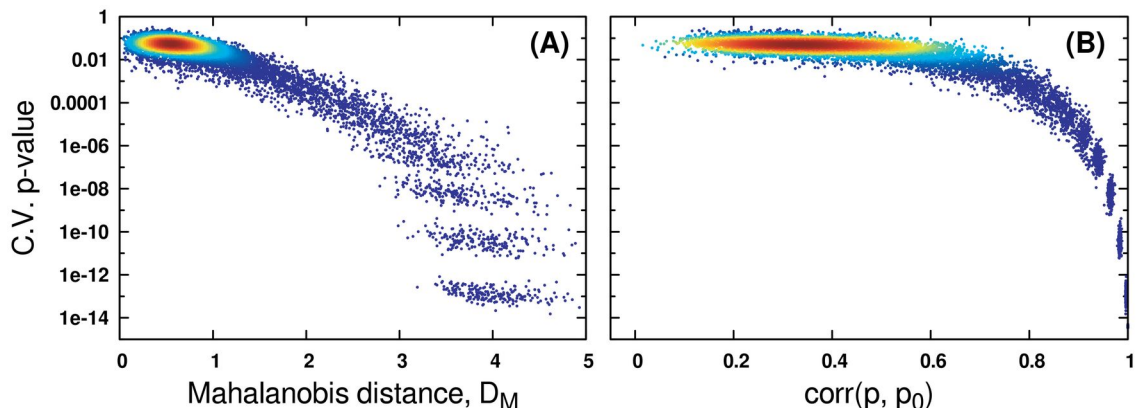 C.V. p-value
1
0.01
0.0001
1e-06
1e-08
1e-10
1e-12
1e-14
(A)
0 1 2 3 4 5
Mahalanobis distance, D_M
(B)
0 0.2 0.4 0.6 0.8 1
corr(p, p_0)